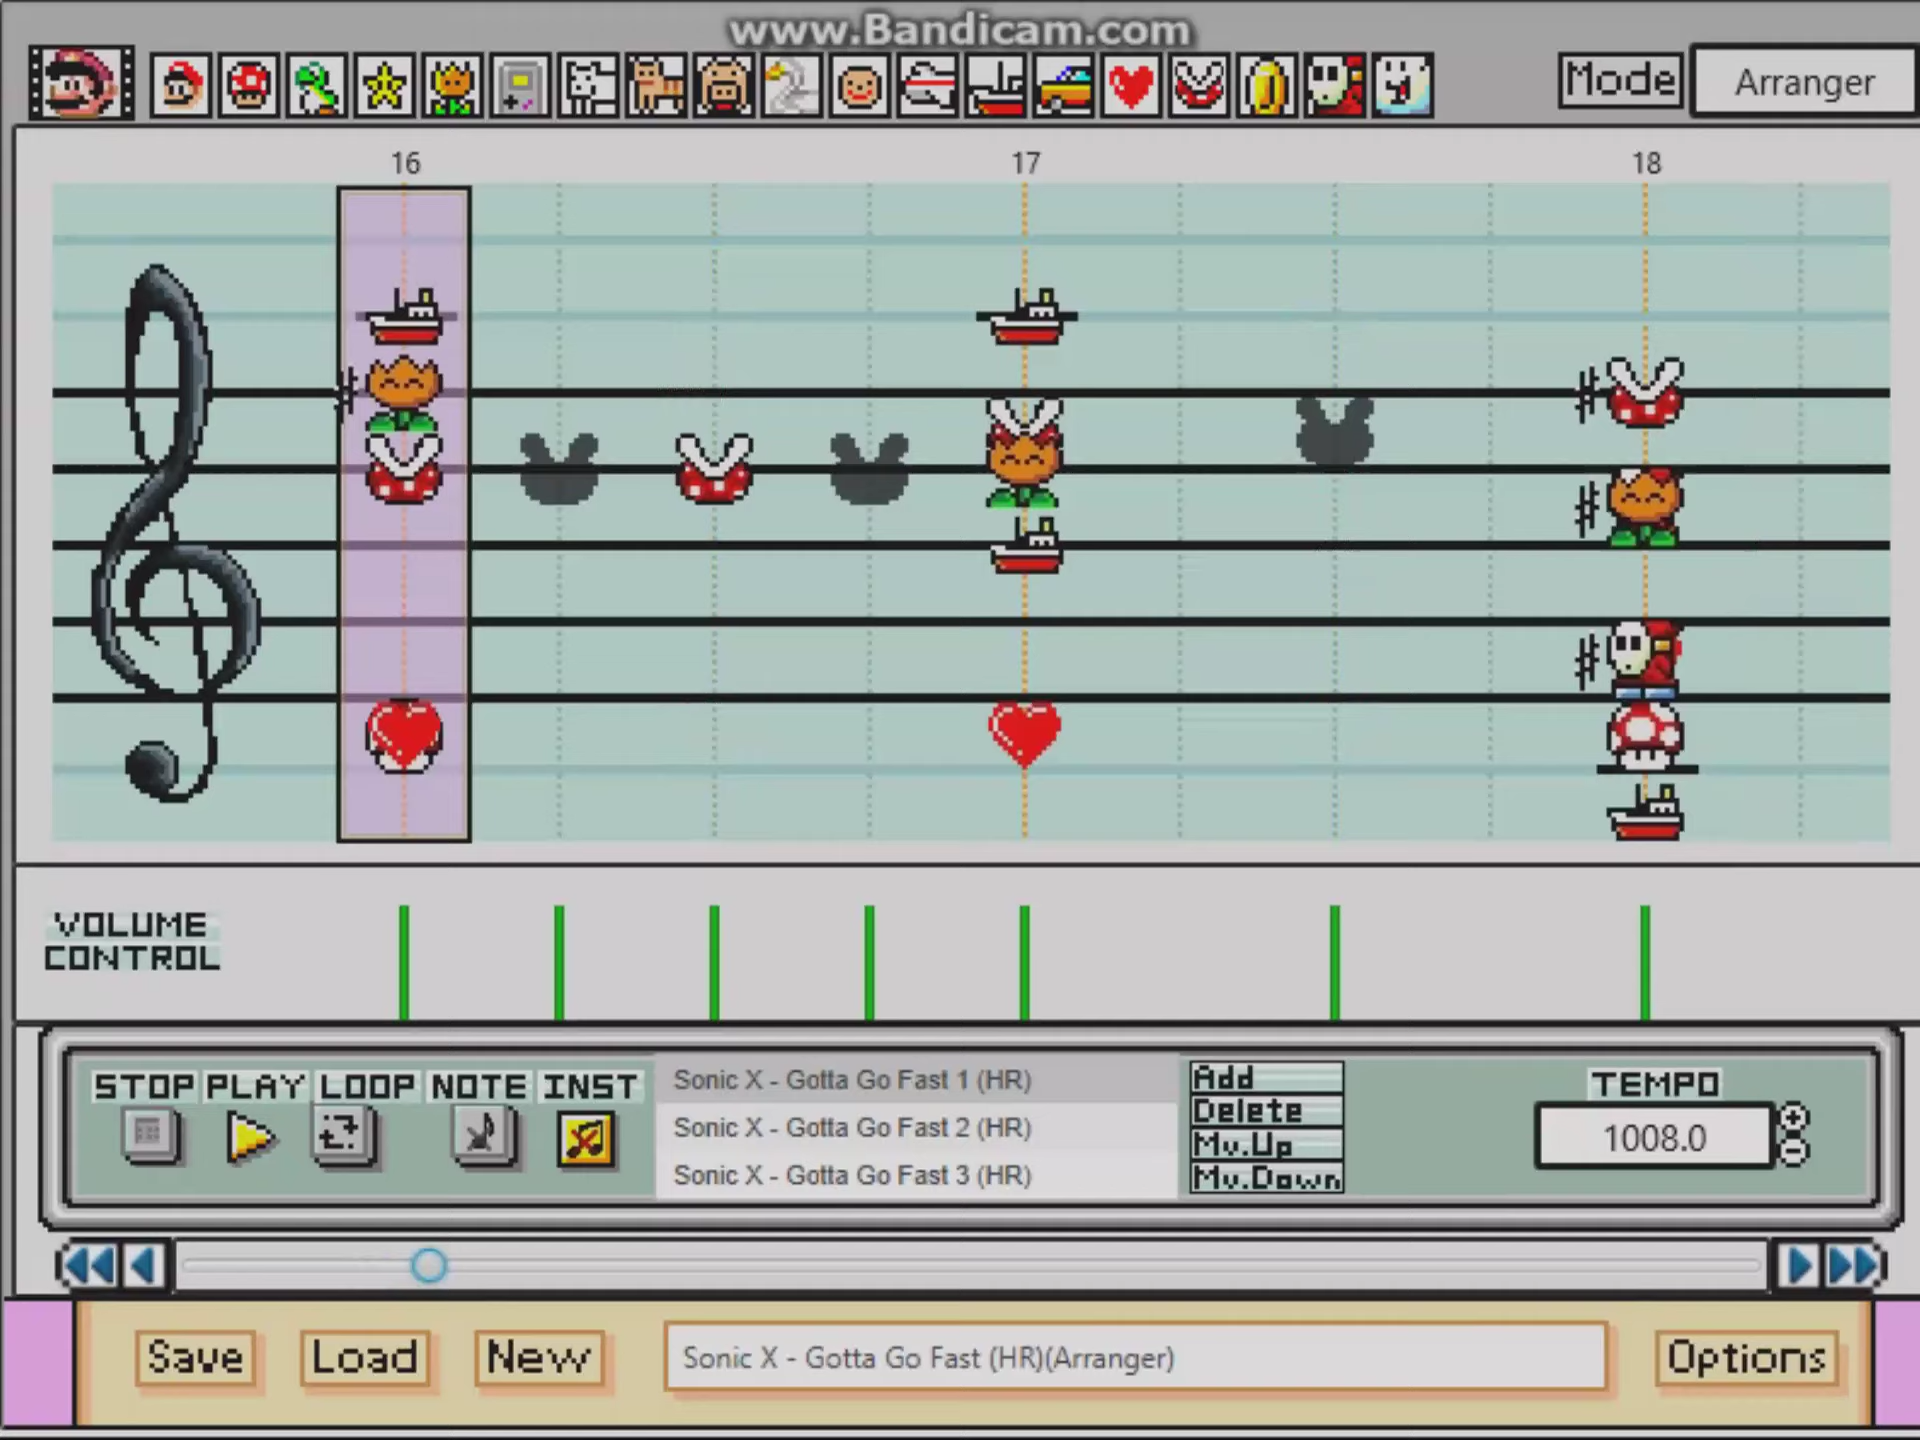 www.Bandicam.com
Mode Arranger
16 17 18
VOLUME
CONTROL
STOP PLAY LOOP NOTE INST
Sonic X - Gotta Go Fast 1 (HR)
Sonic X - Gotta Go Fast 2 (HR)
Sonic X - Gotta Go Fast 3 (HR)
Add
Delete
Mv.Up
Mv.Down
TEMPO
1008.0
Save Load New Sonic X - Gotta Go Fast (HR)(Arranger) Options